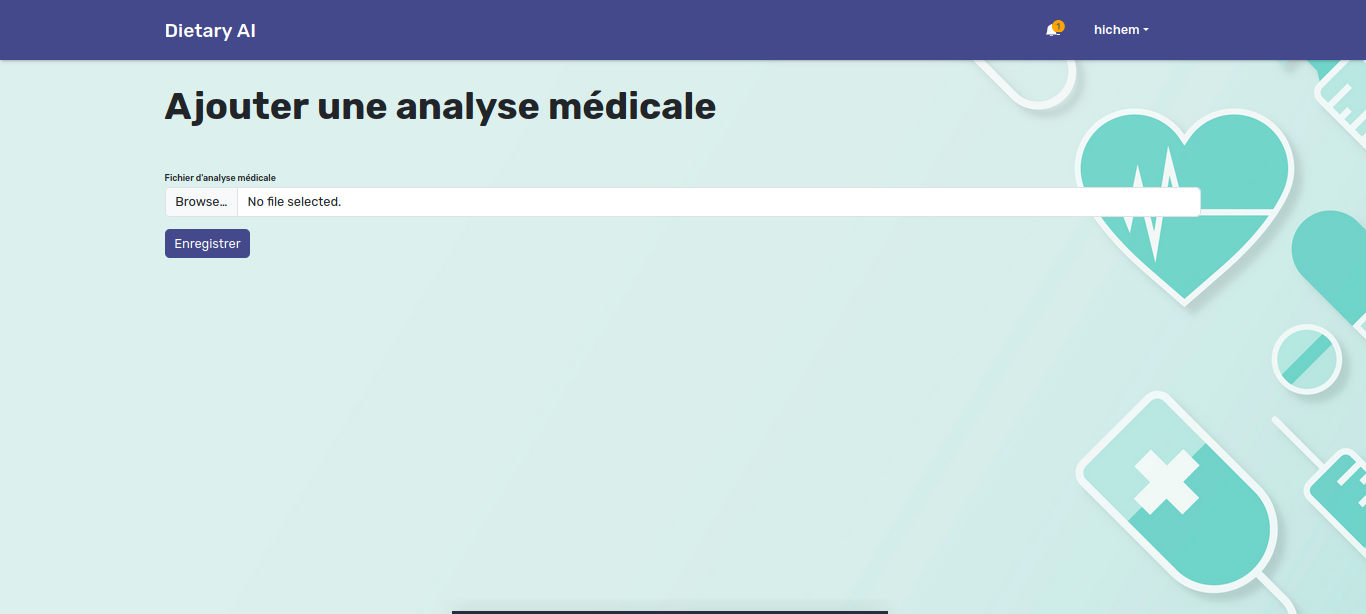 Dietary AI
1
hichem
Ajouter une analyse médicale
Fichier d'analyse médicale
Browse... No file selected.
Enregistrer